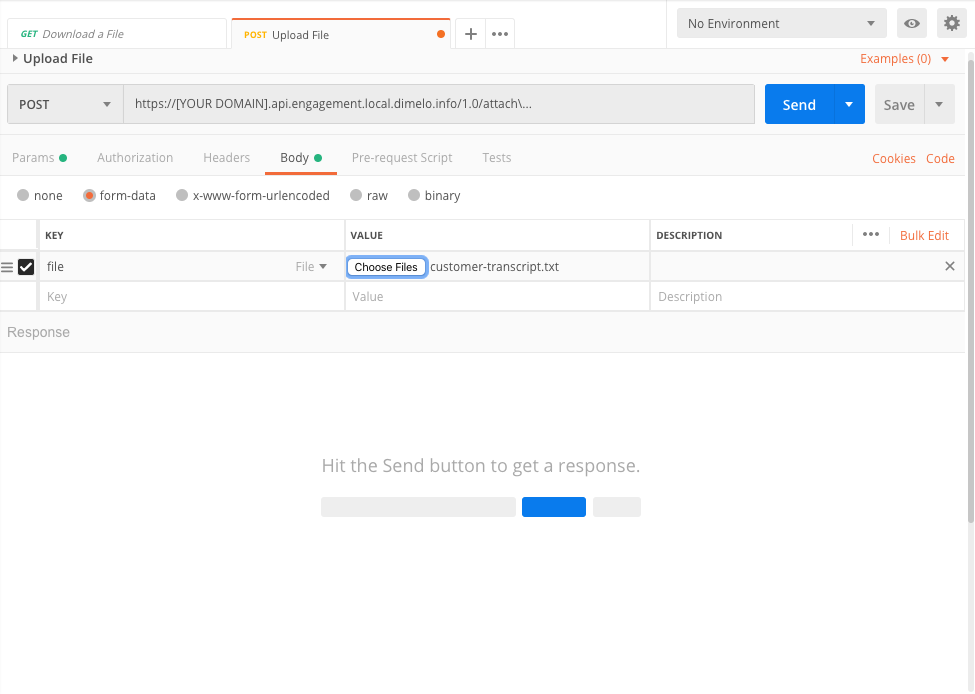 GET Download a File
POST Upload File
No Environment
Upload File
Examples (0)
POST
https://[YOUR DOMAIN].api.engagement.local.dimelo.info/1.0/attach\...
Send
Save
Params
Authorization
Headers
Body
Pre-request Script
Tests
Cookies
Code
none
form-data
x-www-form-urlencoded
raw
binary
KEY
VALUE
DESCRIPTION
Bulk Edit
file
File
Choose Files
customer-transcript.txt
Key
Value
Description
Response
Hit the Send button to get a response.